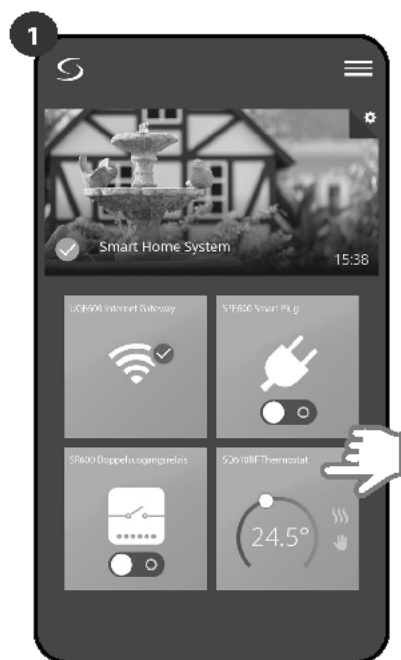 1
Smart Home System
15:38
UGE600 Internet Gateway
SPE600 Smart Plug
SR600 Doppelausgangsrelais
SQ610RF Thermostat
24.5°